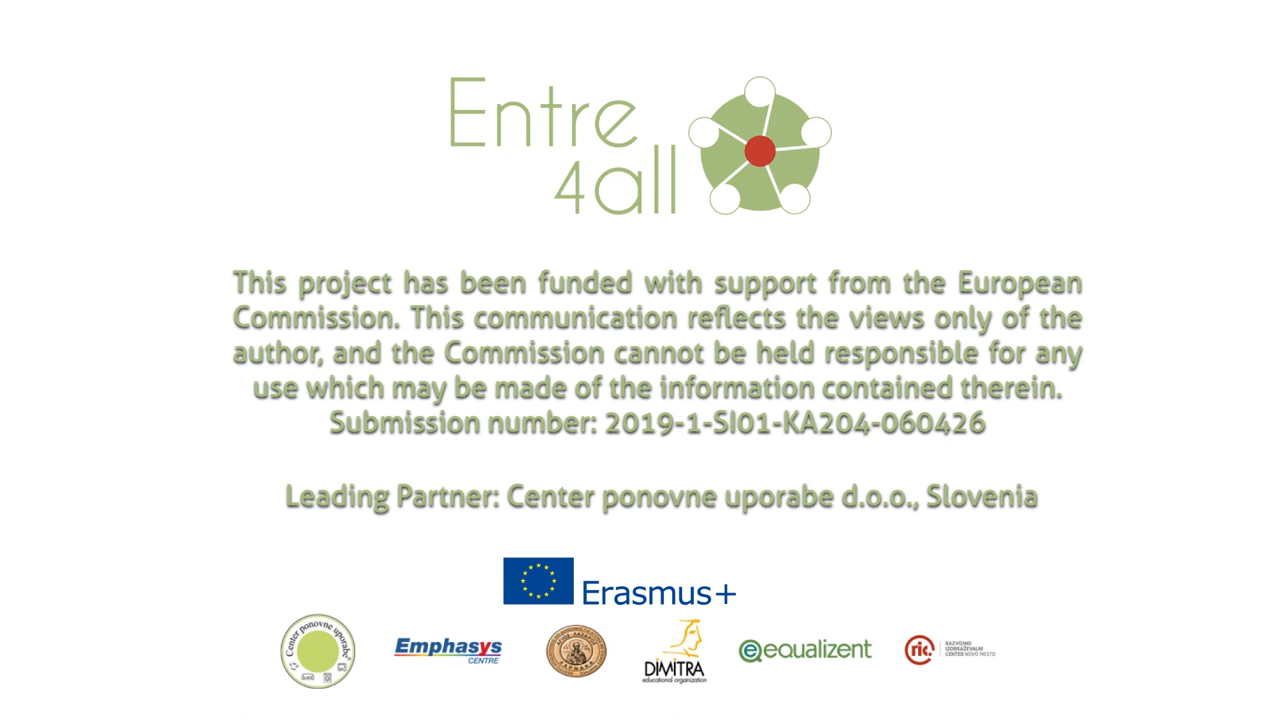 Entre
4all
This project has been funded with support from the European
Commission. This communication reflects the views only of the
author, and the Commission cannot be held responsible for any
use which may be made of the information contained therein.
Submission number: 2019-1-SI01-KA204-060426
Leading Partner: Center ponovne uporabe d.o.o., Slovenia
Erasmus+
Center ponovne uporabe
Emphasys
CENTRE
DIMITRA
educational organization
e equalizent
ric
RAZVOJNO
IZOBRAŽEVALNI
CENTER NOVO MESTO